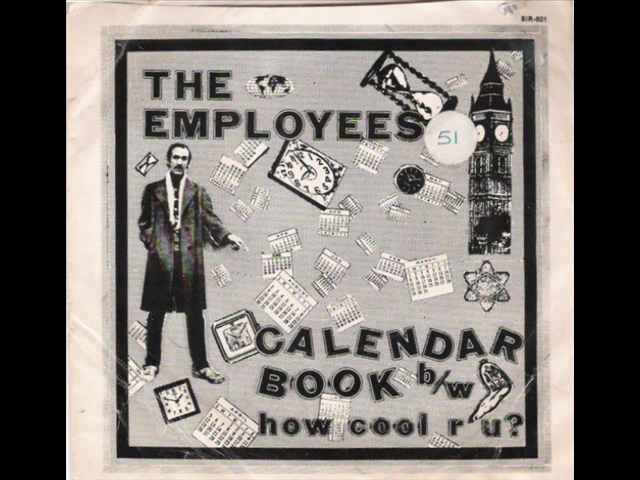 SIR-501
THE
EMPLOYEES
51
CALENDAR
BOOK b/w
how cool r u?